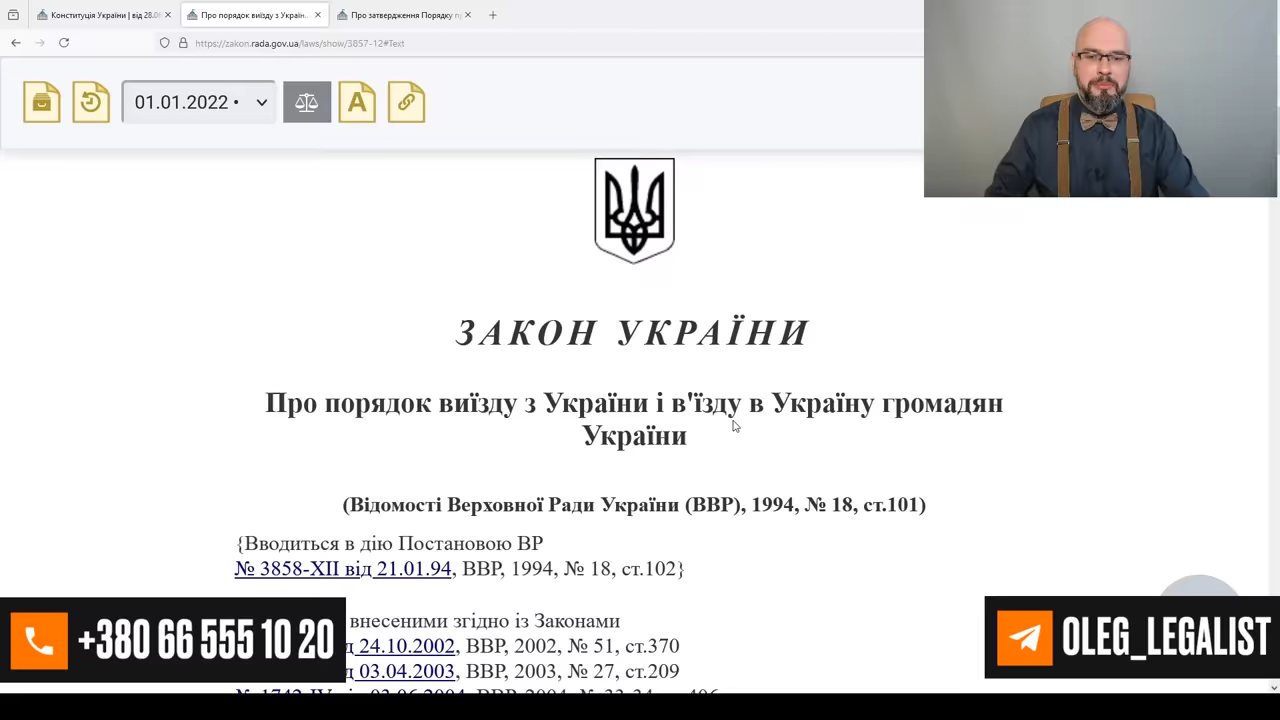 Конституція України | від 28.0
Про порядок виїзду з Україн
Про затвердження Порядку п
https://zakon.rada.gov.ua/laws/show/3857-12#Text
01.01.2022 •
A
ЗАКОН УКРАЇНИ
Про порядок виїзду з України і в'їзду в Україну громадян
України
(Відомості Верховної Ради України (ВВР), 1994, № 18, ст.101)
{Вводиться в дію Постановою ВР
№ 3858-XII від 21.01.94, ВВР, 1994, № 18, ст.102}
внесеними згідно із Законами
д 24.10.2002, ВВР, 2002, № 51, ст.370
д 03.04.2003, ВВР, 2003, № 27, ст.209
+380 66 555 10 20
OLEG_LEGALIST